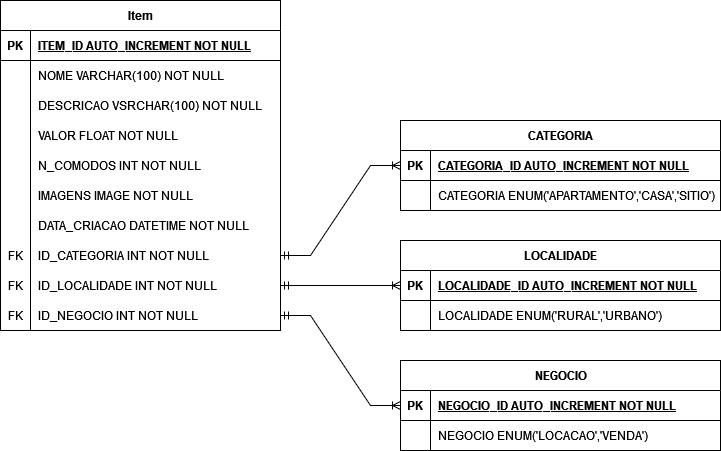 Item
PK ITEM_ID AUTO_INCREMENT NOT NULL
NOME VARCHAR(100) NOT NULL
DESCRICAO VSRCHAR(100) NOT NULL
VALOR FLOAT NOT NULL
N_COMODOS INT NOT NULL
IMAGENS IMAGE NOT NULL
DATA_CRIACAO DATETIME NOT NULL
FK ID_CATEGORIA INT NOT NULL
FK ID_LOCALIDADE INT NOT NULL
FK ID_NEGOCIO INT NOT NULL
CATEGORIA
PK CATEGORIA_ID AUTO_INCREMENT NOT NULL
CATEGORIA ENUM('APARTAMENTO','CASA','SITIO')
LOCALIDADE
PK LOCALIDADE_ID AUTO_INCREMENT NOT NULL
LOCALIDADE ENUM('RURAL','URBANO')
NEGOCIO
PK NEGOCIO_ID AUTO_INCREMENT NOT NULL
NEGOCIO ENUM('LOCACAO','VENDA')